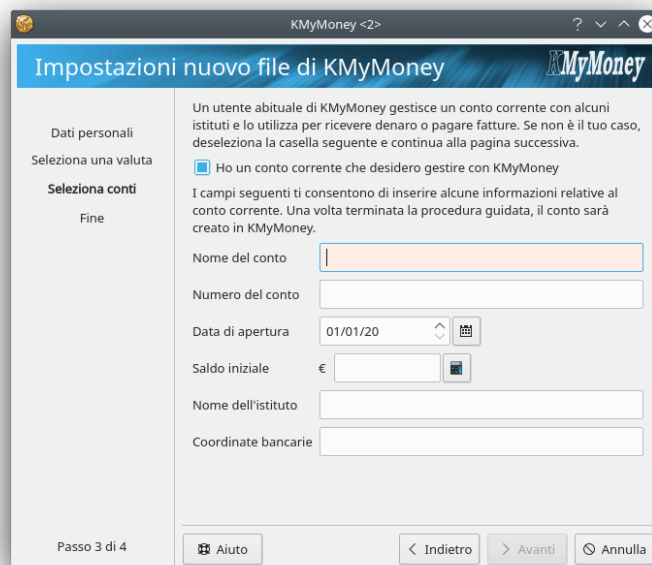 KMyMoney <2>
Impostazioni nuovo file di KMyMoney
KMyMoney
Dati personali
Seleziona una valuta
Seleziona conti
Fine
Un utente abituale di KMyMoney gestisce un conto corrente con alcuni
istituti e lo utilizza per ricevere denaro o pagare fatture. Se non è il tuo caso,
deseleziona la casella seguente e continua alla pagina successiva.
Ho un conto corrente che desidero gestire con KMyMoney
I campi seguenti ti consentono di inserire alcune informazioni relative al
conto corrente. Una volta terminata la procedura guidata, il conto sarà
creato in KMyMoney.
Nome del conto
Numero del conto
Data di apertura 01/01/20
Saldo iniziale €
Nome dell'istituto
Coordinate bancarie
Passo 3 di 4
Aiuto
Indietro
Avanti
Annulla